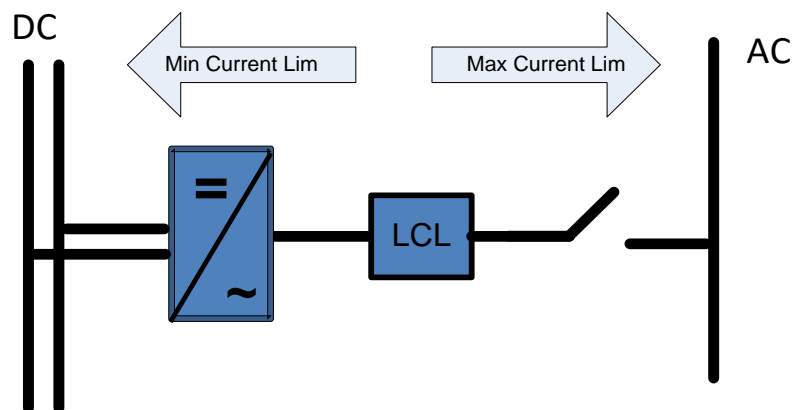 DC
Min Current Lim
Max Current Lim
AC
=
~
LCL